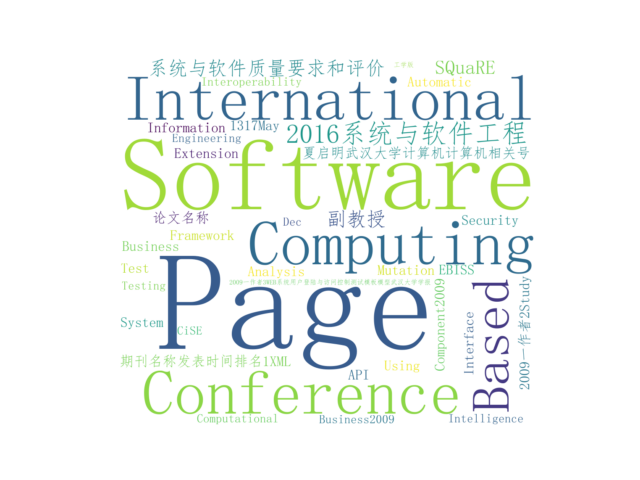 系统与软件质量要求和评价
SQuaRE
Interoperability
Automatic
International
Information
1317May
2016系统与软件工程
Engineering
Extension
夏启明武汉大学计算机计算机相关号
Software
论文名称
Dec
副教授
Security
Framework
Business
Computing
Test
Analysis
Mutation
EBISS
Testing
Page
Component2009
Interface
Based
2009一作者2Study
System
CiSE
期刊名称发表时间排名1XML
API
Using
Conference
Computational
Business2009
Intelligence